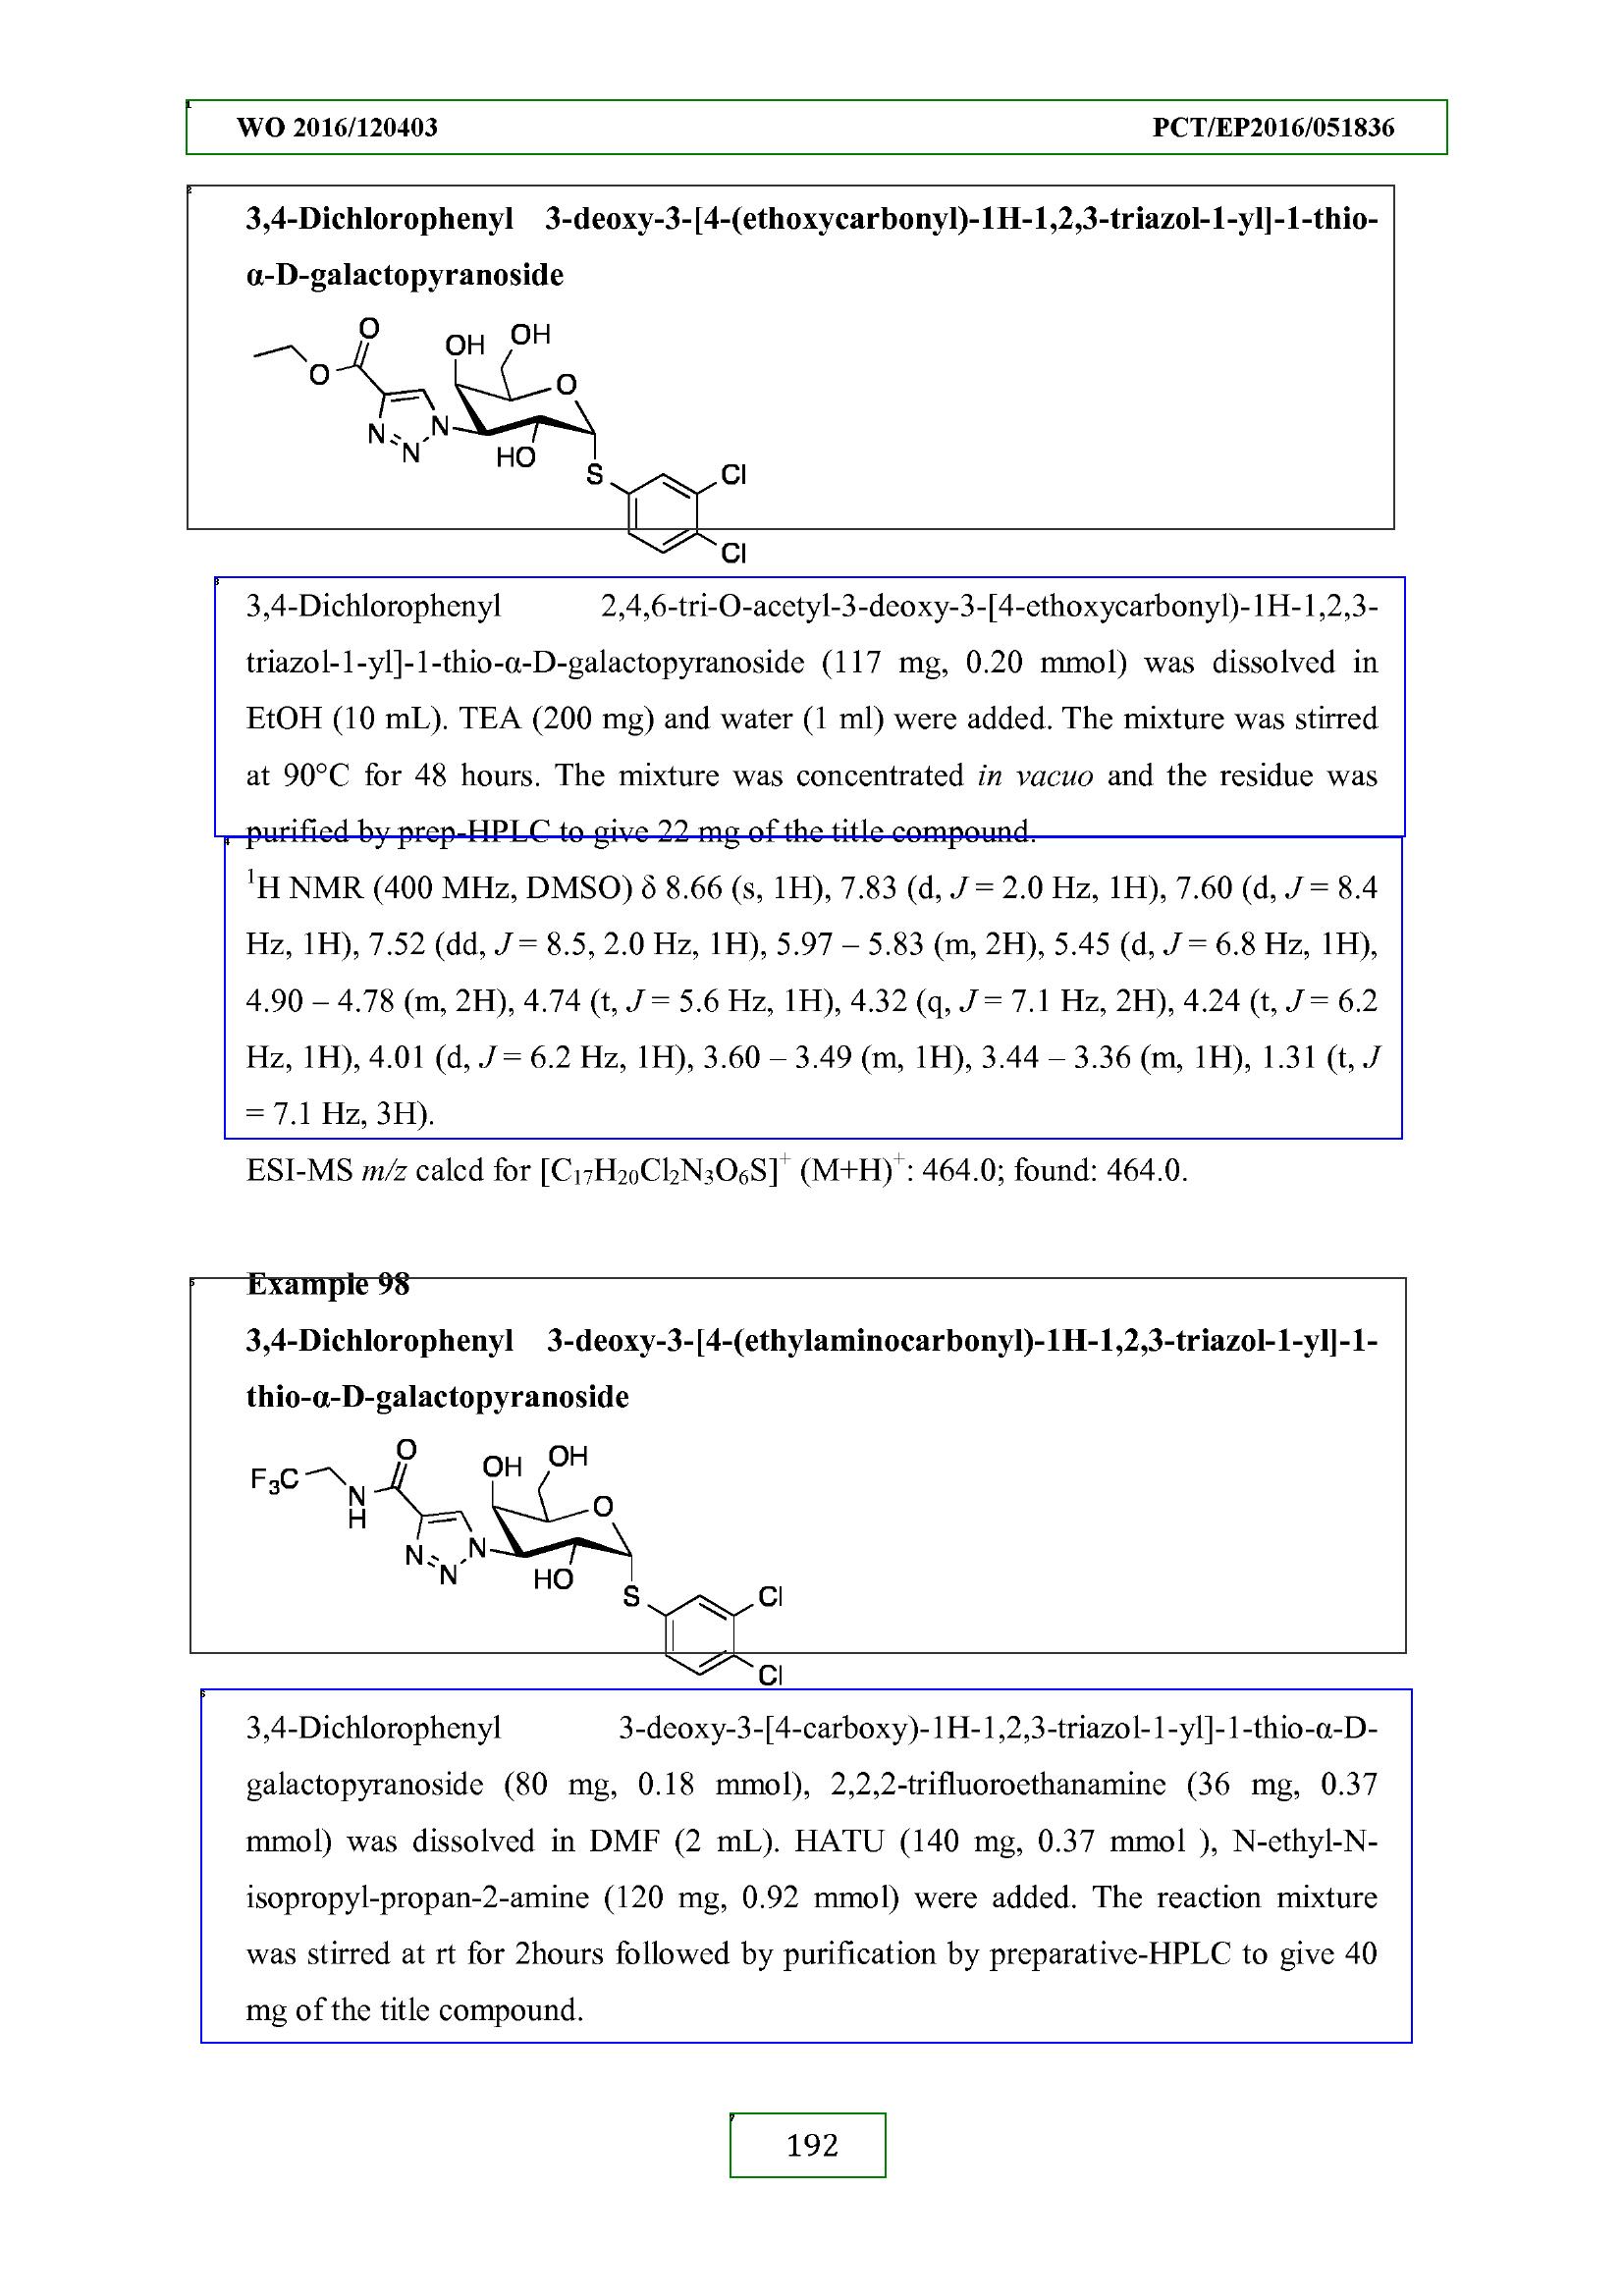 WO 2016/120403 PCT/EP2016/051836
3,4-Dichlorophenyl 3-deoxy-3-[4-(ethoxycarbonyl)-1H-1,2,3-triazol-1-yl]-1-thio-
α-D-galactopyranoside
O
OH OH
O
O
N N N
HO
S
Cl
Cl
3,4-Dichlorophenyl 2,4,6-tri-O-acetyl-3-deoxy-3-[4-ethoxycarbonyl)-1H-1,2,3-
triazol-1-yl]-1-thio-α-D-galactopyranoside (117 mg, 0.20 mmol) was dissolved in
EtOH (10 mL). TEA (200 mg) and water (1 ml) were added. The mixture was stirred
at 90°C for 48 hours. The mixture was concentrated in vacuo and the residue was
purified by prep-HPLC to give 22 mg of the title compound.
¹H NMR (400 MHz, DMSO) δ 8.66 (s, 1H), 7.83 (d, J = 2.0 Hz, 1H), 7.60 (d, J = 8.4
Hz, 1H), 7.52 (dd, J = 8.5, 2.0 Hz, 1H), 5.97 – 5.83 (m, 2H), 5.45 (d, J = 6.8 Hz, 1H),
4.90 – 4.78 (m, 2H), 4.74 (t, J = 5.6 Hz, 1H), 4.32 (q, J = 7.1 Hz, 2H), 4.24 (t, J = 6.2
Hz, 1H), 4.01 (d, J = 6.2 Hz, 1H), 3.60 – 3.49 (m, 1H), 3.44 – 3.36 (m, 1H), 1.31 (t, J
= 7.1 Hz, 3H).
ESI-MS m/z calcd for [C₁₇H₂₀Cl₂N₃O₆S]⁺ (M+H)⁺: 464.0; found: 464.0.
Example 98
3,4-Dichlorophenyl 3-deoxy-3-[4-(ethylaminocarbonyl)-1H-1,2,3-triazol-1-yl]-1-
thio-α-D-galactopyranoside
O
OH OH
F₃C
N
H
O
N N N
HO
S
Cl
Cl
3,4-Dichlorophenyl 3-deoxy-3-[4-carboxy)-1H-1,2,3-triazol-1-yl]-1-thio-α-D-
galactopyranoside (80 mg, 0.18 mmol), 2,2,2-trifluoroethanamine (36 mg, 0.37
mmol) was dissolved in DMF (2 mL). HATU (140 mg, 0.37 mmol ), N-ethyl-N-
isopropyl-propan-2-amine (120 mg, 0.92 mmol) were added. The reaction mixture
was stirred at rt for 2hours followed by purification by preparative-HPLC to give 40
mg of the title compound.
192